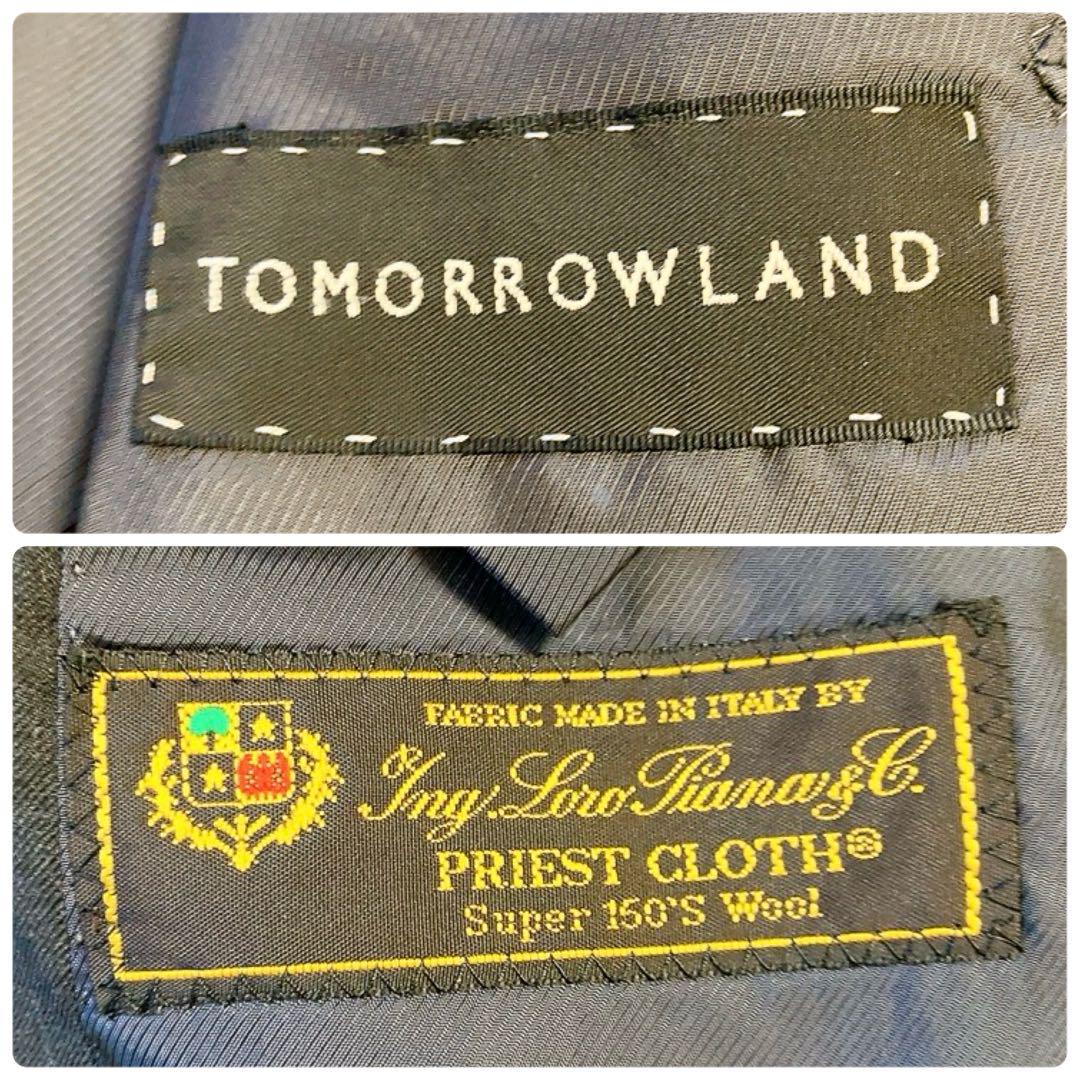 TOMORROWLAND
FABRIC MADE IN ITALY BY
Ing. Loro Piana & C.
PRIEST CLOTH®
Super 150'S Wool